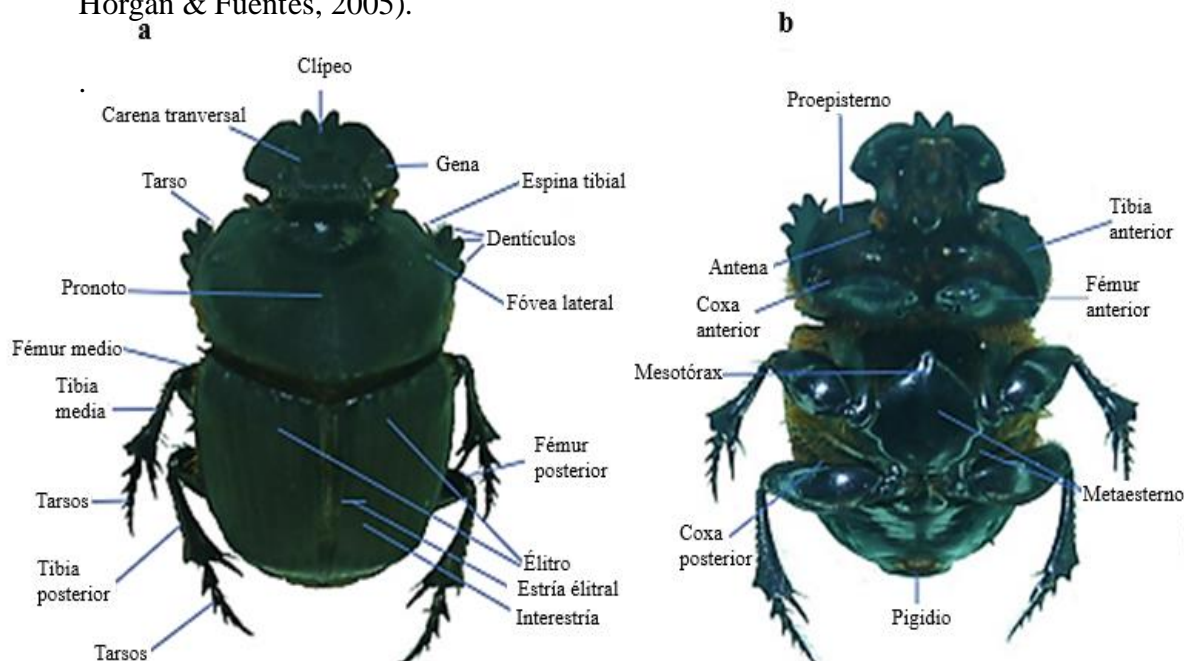 Horgan & Fuentes, 2005).
a
b
.
Clípeo
Carena tranversal
Gena
Tarso
Espina tibial
Dentículos
Pronoto
Fóvea lateral
Fémur medio
Tibia
media
Fémur
posterior
Tarsos
Tibia
posterior
Élitro
Estría élitral
Interestría
Tarsos
Proepisterno
Tibia
anterior
Antena
Coxa
anterior
Fémur
anterior
Mesotórax
Metaesterno
Coxa
posterior
Pigidio